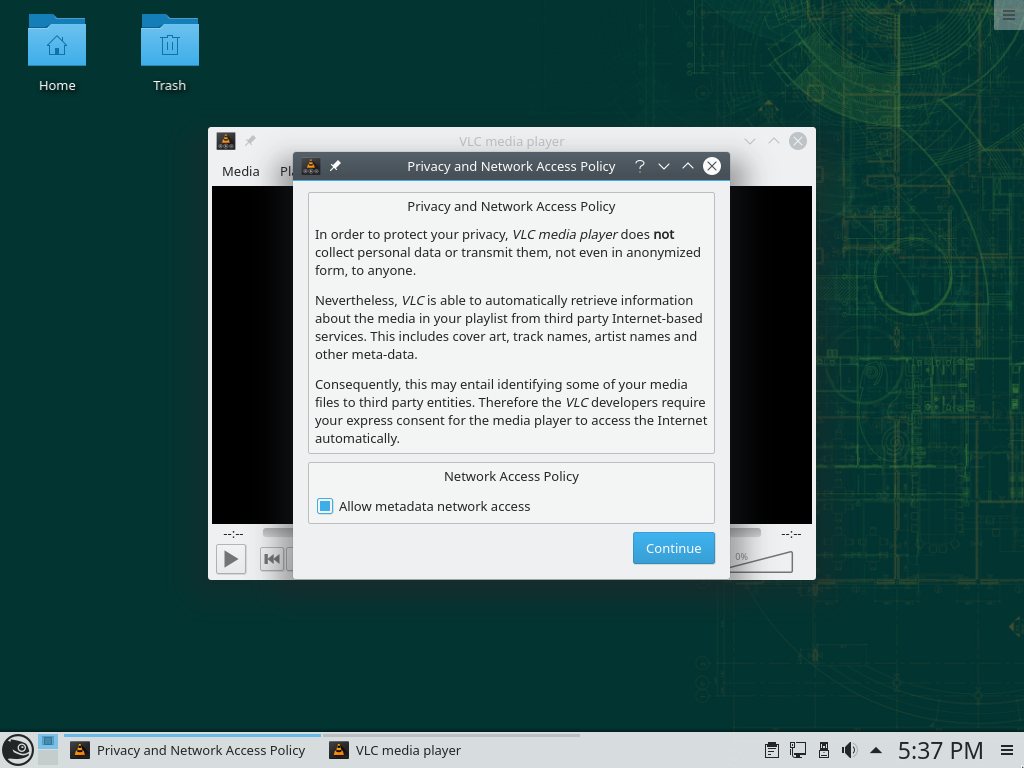 Home
Trash
VLC media player
Media
Privacy and Network Access Policy
Privacy and Network Access Policy
In order to protect your privacy, VLC media player does not
collect personal data or transmit them, not even in anonymized
form, to anyone.
Nevertheless, VLC is able to automatically retrieve information
about the media in your playlist from third party Internet-based
services. This includes cover art, track names, artist names and
other meta-data.
Consequently, this may entail identifying some of your media
files to third party entities. Therefore the VLC developers require
your express consent for the media player to access the Internet
automatically.
Network Access Policy
Allow metadata network access
--:--
--:--
Continue
0%
Privacy and Network Access Policy
VLC media player
5:37 PM